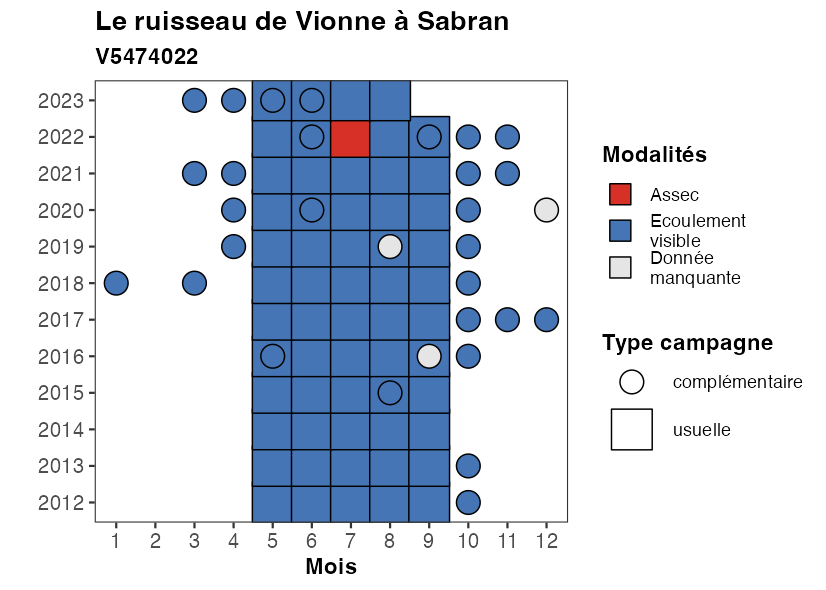 Le ruisseau de Vionne à Sabran
V5474022
2023
2022
2021
2020
2019
2018
2017
2016
2015
2014
2013
2012
1 2 3 4 5 6 7 8 9 10 11 12
Mois
Modalités
Assec
Ecoulement
visible
Donnée
manquante
Type campagne
complémentaire
usuelle